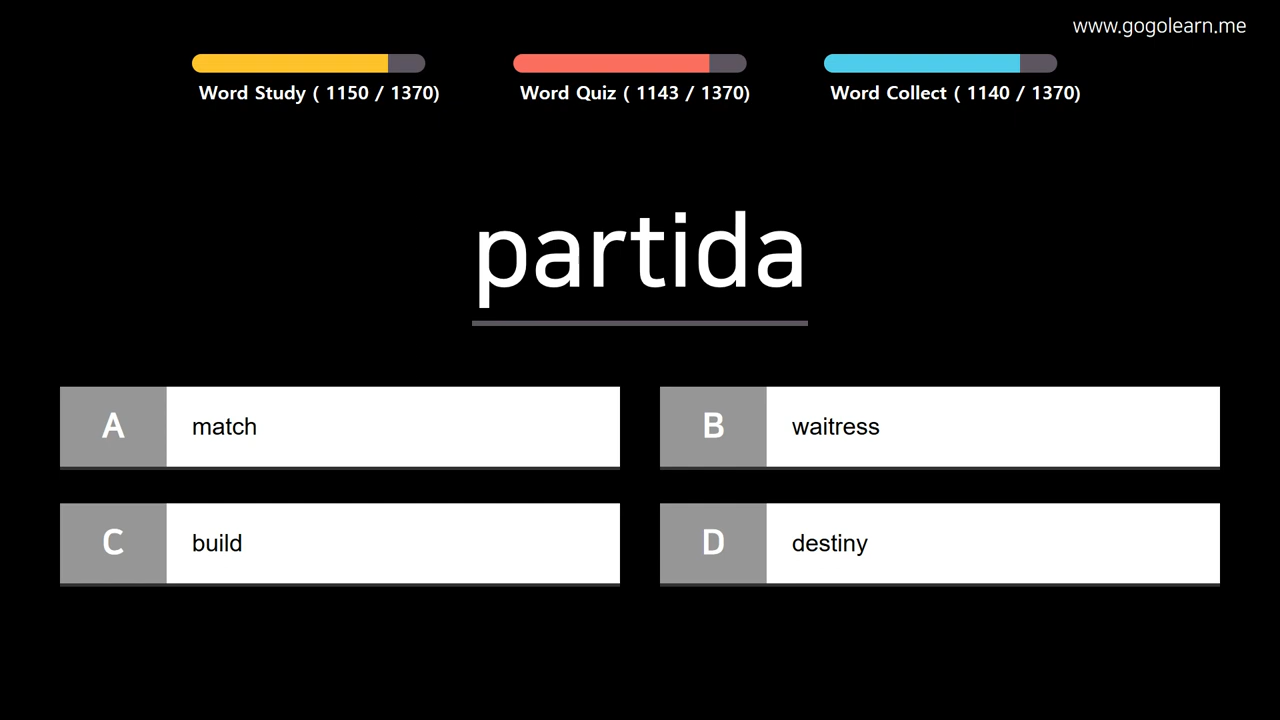 www.gogolearn.me
Word Study ( 1150 / 1370)
Word Quiz ( 1143 / 1370)
Word Collect ( 1140 / 1370)
partida
A match
B waitress
C build
D destiny